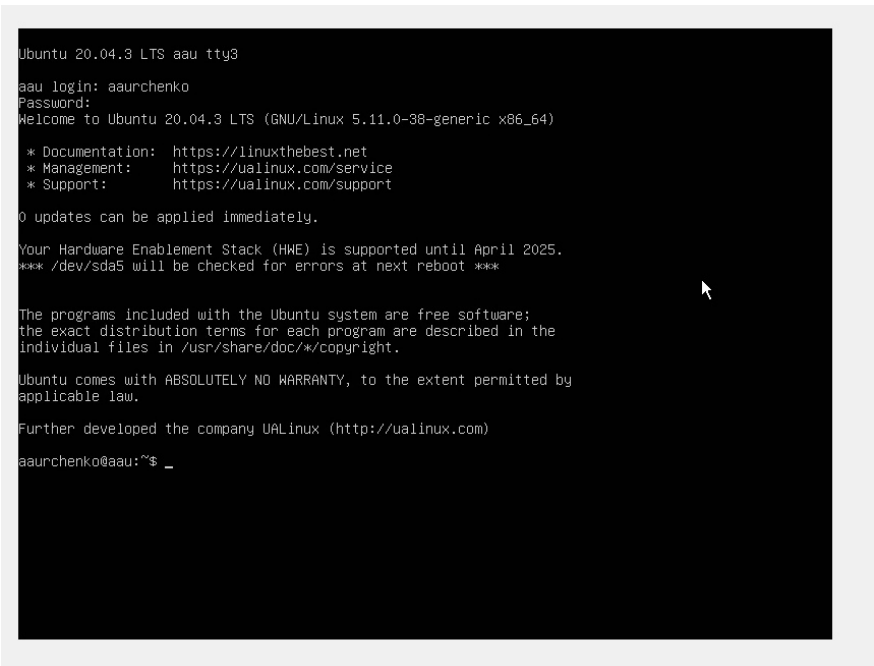 Ubuntu 20.04.3 LTS aau tty3
aau login: aaurchenko
Password:
Welcome to Ubuntu 20.04.3 LTS (GNU/Linux 5.11.0-38-generic x86_64)
* Documentation: https://linuxthebest.net
* Management: https://ualinux.com/service
* Support: https://ualinux.com/support
0 updates can be applied immediately.
Your Hardware Enablement Stack (HWE) is supported until April 2025.
*** /dev/sda5 will be checked for errors at next reboot ***
The programs included with the Ubuntu system are free software;
the exact distribution terms for each program are described in the
individual files in /usr/share/doc/*/copyright.
Ubuntu comes with ABSOLUTELY NO WARRANTY, to the extent permitted by
applicable law.
Further developed the company UALinux (http://ualinux.com)
aaurchenko@aau:~$ _